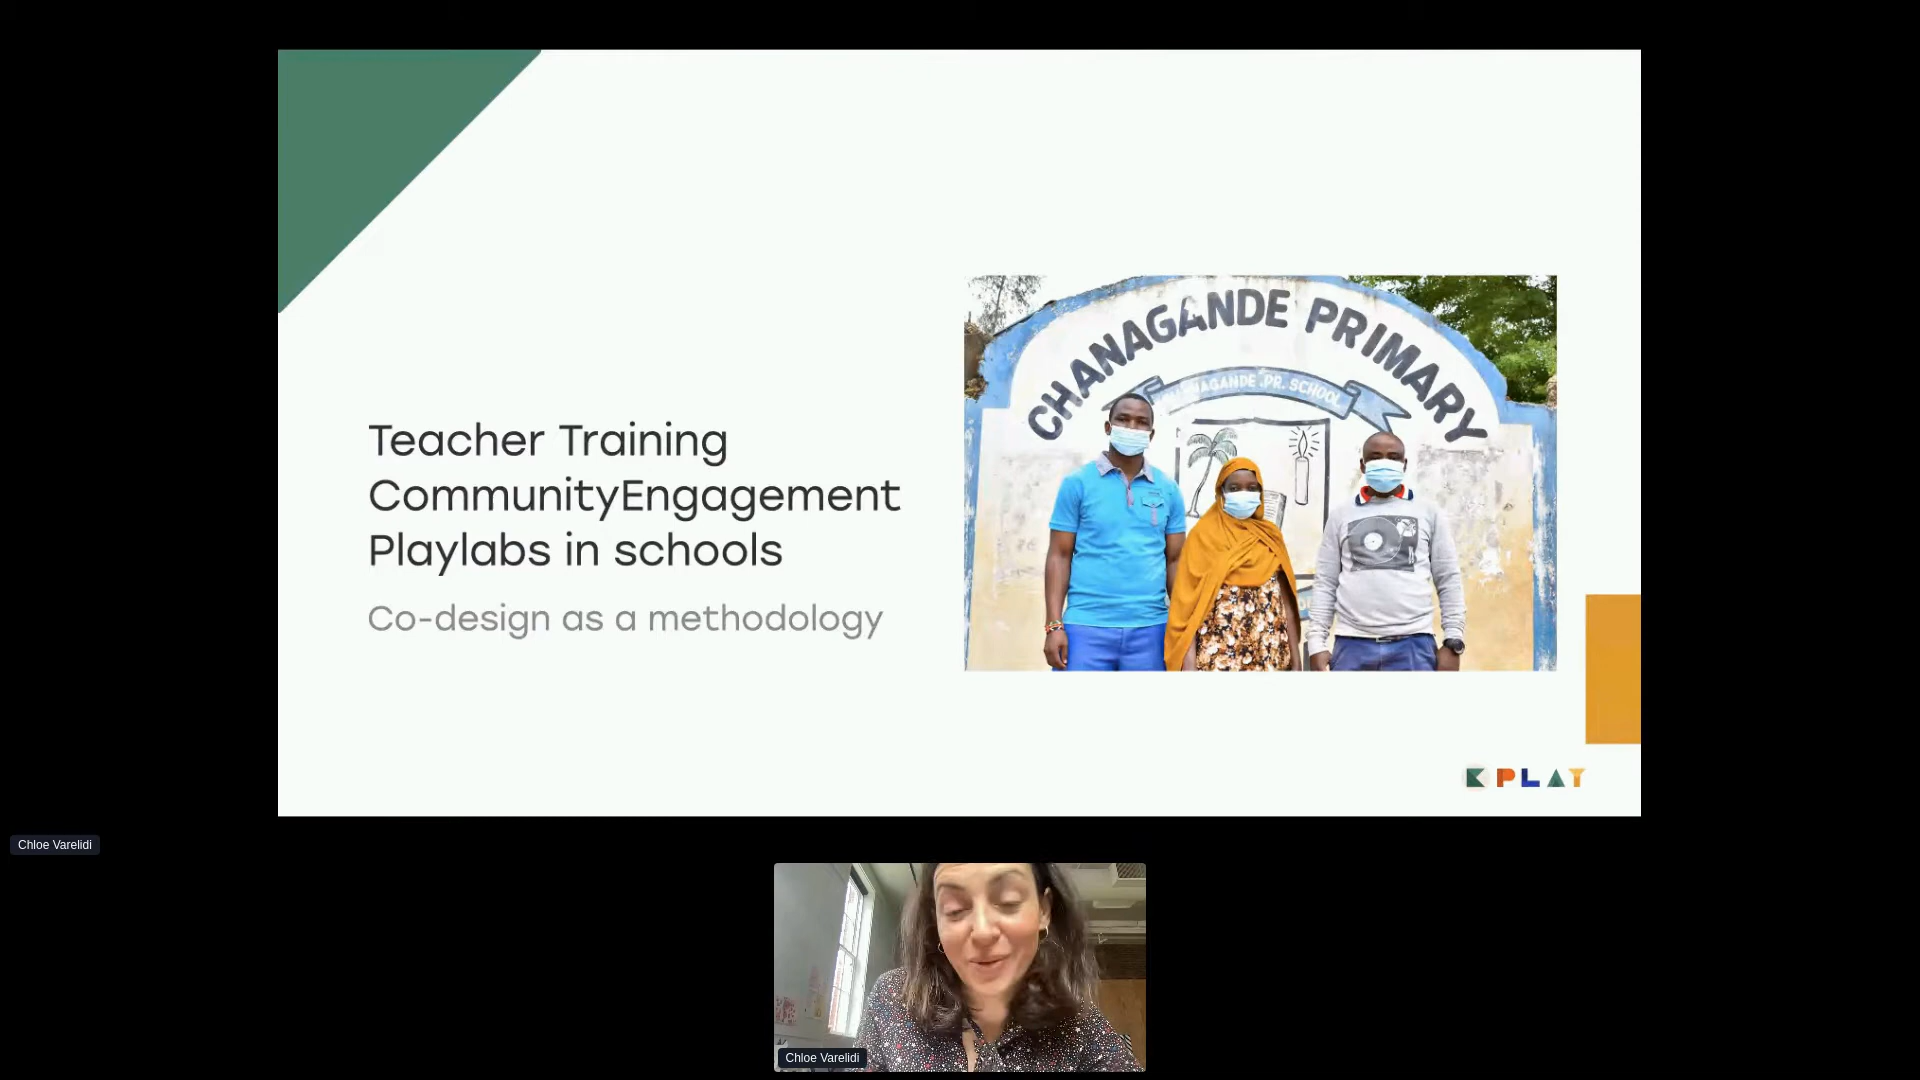 CHANAGANDE PRIMARY
PR. SCHOOL
Teacher Training
CommunityEngagement
Playlabs in schools
Co-design as a methodology
K PLAY
Chloe Varelidi
Chloe Varelidi